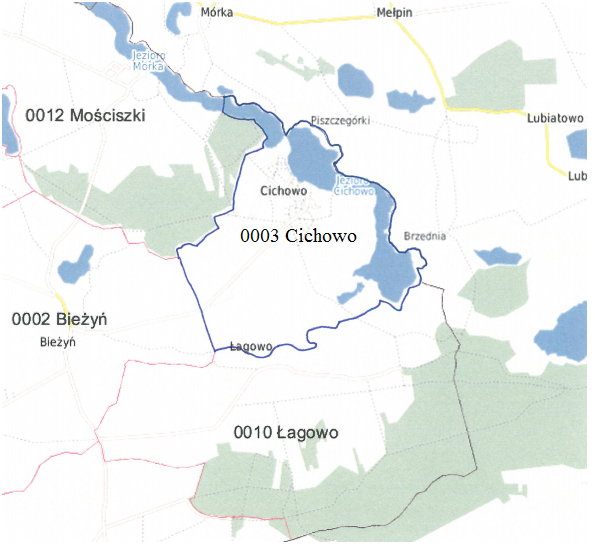 Mórka
Mełpin
Jezioro
Mórka
0012 Mościszki
Piszczegórki
Lubiatowo
Lub
Cichowo
Jezioro
Cichowo
0003 Cichowo
Brzednia
0002 Bieżyń
Bieżyń
Łagowo
0010 Łagowo